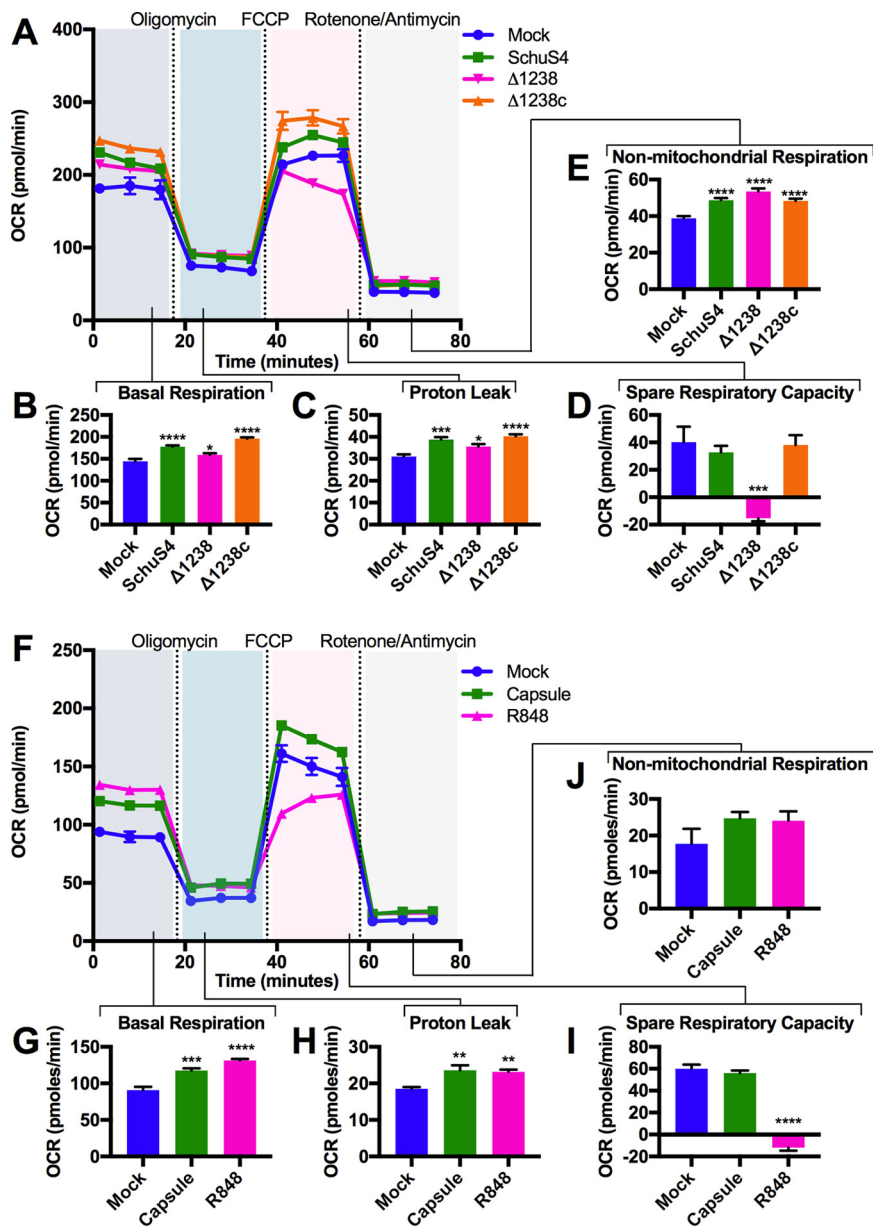 A
Oligomycin FCCP Rotenone/Antimycin
Mock
SchuS4
Δ1238
Δ1238c
OCR (pmol/min)
400
300
200
100
0
0 20 40 60 80
Time (minutes)
E
Non-mitochondrial Respiration
OCR (pmol/min)
60
40
20
0
**** **** ****
Mock SchuS4 Δ1238 Δ1238c
B
Basal Respiration
OCR (pmol/min)
150
200
150
100
50
0
**** * ****
Mock SchuS4 Δ1238 Δ1238c
C
Proton Leak
OCR (pmol/min)
50
40
30
20
10
0
*** * ****
Mock SchuS4 Δ1238 Δ1238c
D
Spare Respiratory Capacity
OCR (pmol/min)
60
40
20
0
-20
***
Mock SchuS4 Δ1238 Δ1238c
F
Oligomycin FCCP Rotenone/Antimycin
Mock
Capsule
R848
OCR (pmol/min)
250
200
150
100
50
0
0 20 40 60 80
Time (minutes)
J
Non-mitochondrial Respiration
OCR (pmoles/min)
30
20
10
0
Mock Capsule R848
G
Basal Respiration
OCR (pmoles/min)
150
100
50
0
*** ****
Mock Capsule R848
H
Proton Leak
OCR (pmoles/min)
30
20
10
0
** **
Mock Capsule R848
I
Spare Respiratory Capacity
OCR (pmoles/min)
80
60
40
20
0
-20
****
Mock Capsule R848